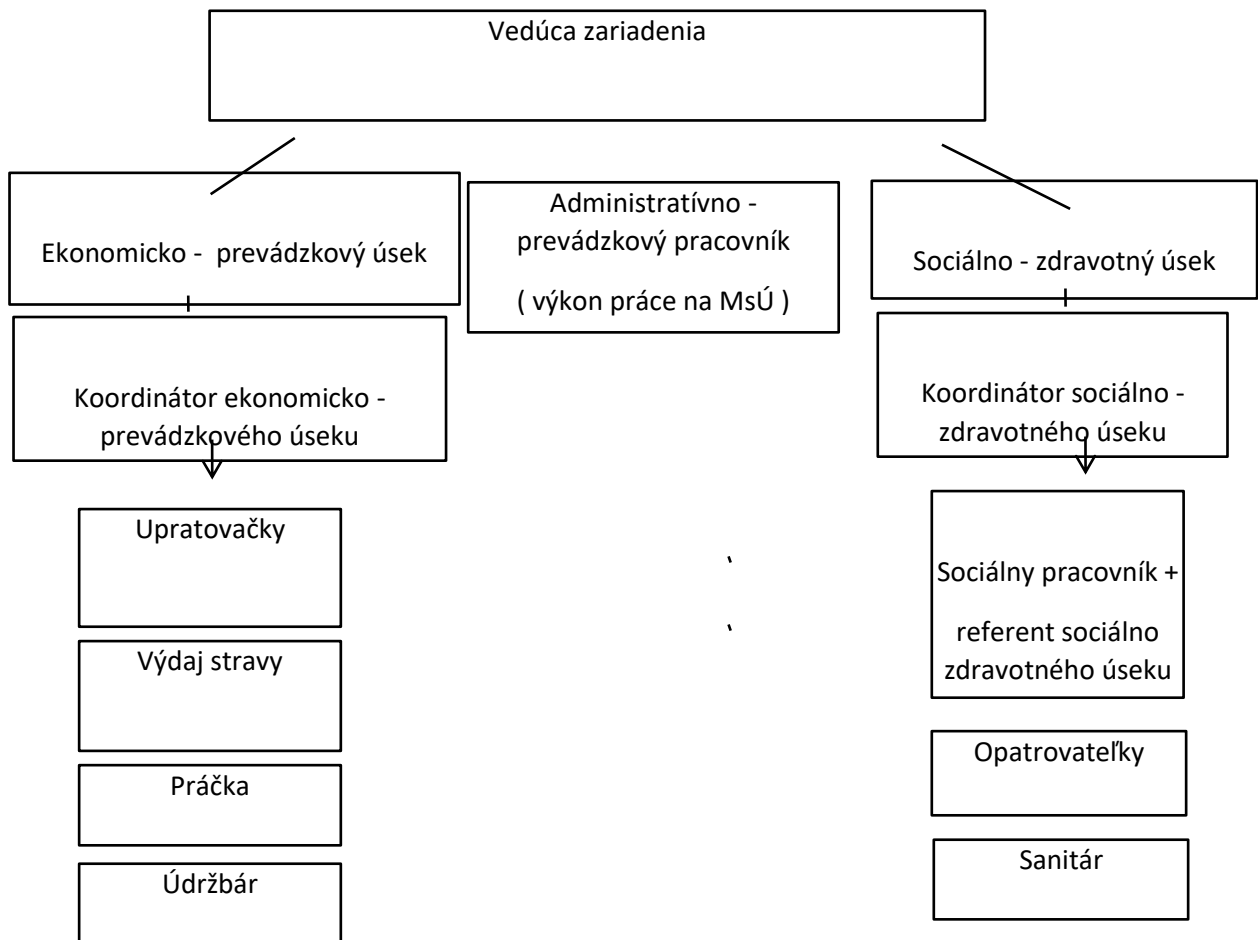 Vedúca zariadenia
Ekonomicko -  prevádzkový úsek
Administratívno -
prevádzkový pracovník
( výkon práce na MsÚ )
Sociálno - zdravotný úsek
Koordinátor ekonomicko -
prevádzkového úseku
Koordinátor sociálno -
zdravotného úseku
Upratovačky
Výdaj stravy
Práčka
Údržbár
Sociálny pracovník +
referent sociálno
zdravotného úseku
Opatrovateľky
Sanitár